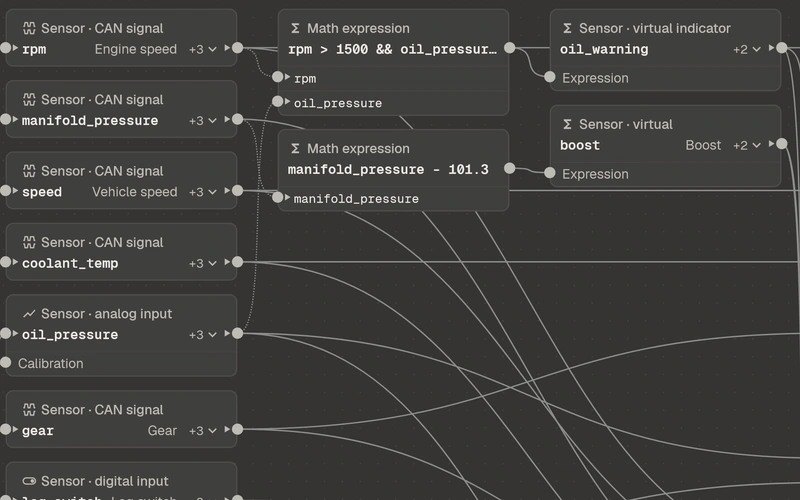 Sensor · CAN signal
rpm Engine speed +3
Sensor · CAN signal
manifold_pressure +3
Sensor · CAN signal
speed Vehicle speed +3
Sensor · CAN signal
coolant_temp +3
Sensor · analog input
oil_pressure +3
Calibration
Sensor · CAN signal
gear Gear +3
Sensor · digital input
Math expression
rpm > 1500 && oil_pressur…
rpm
oil_pressure
Math expression
manifold_pressure - 101.3
manifold_pressure
Sensor · virtual indicator
oil_warning +2
Expression
Sensor · virtual
boost Boost +2
Expression